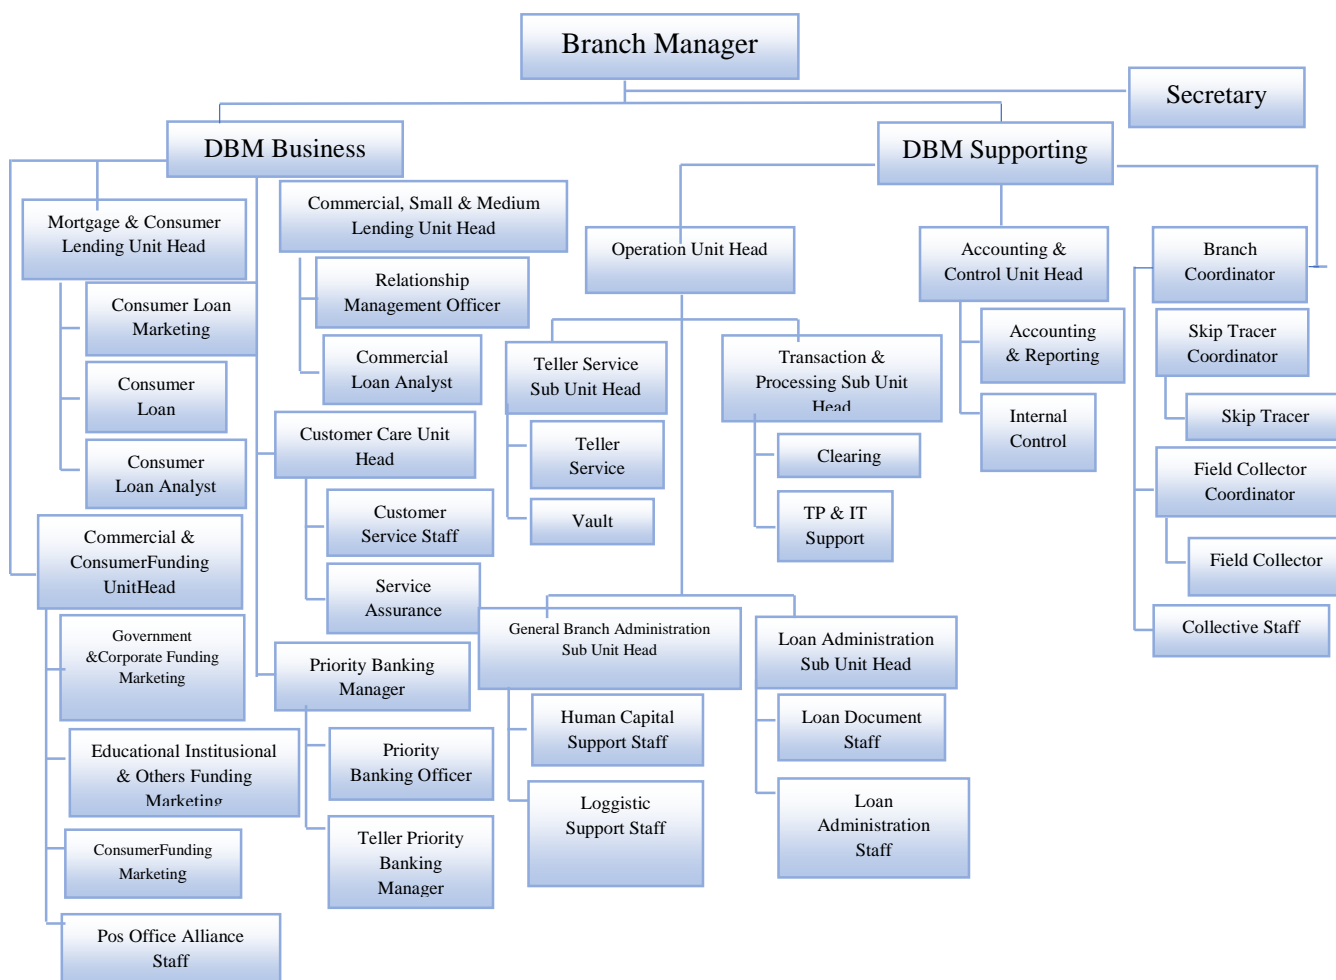 Branch Manager
Secretary
DBM Business
DBM Supporting
Mortgage & Consumer
Lending Unit Head
Consumer Loan
Marketing
Consumer
Loan
Consumer
Loan Analyst
Commercial &
ConsumerFunding
UnitHead
Government
&Corporate Funding
Marketing
Educational Institusional
& Others Funding
Marketing
ConsumerFunding
Marketing
Pos Office Alliance
Staff
Commercial, Small & Medium
Lending Unit Head
Relationship
Management Officer
Commercial
Loan Analyst
Customer Care Unit
Head
Customer
Service Staff
Service
Assurance
Priority Banking
Manager
Priority
Banking Officer
Teller Priority
Banking
Manager
Operation Unit Head
Teller Service
Sub Unit Head
Teller
Service
Vault
Transaction &
Processing Sub Unit
Head
Clearing
TP & IT
Support
General Branch Administration
Sub Unit Head
Human Capital
Support Staff
Loggistic
Support Staff
Loan Administration
Sub Unit Head
Loan Document
Staff
Loan
Administration
Staff
Accounting &
Control Unit Head
Accounting
& Reporting
Internal
Control
Branch
Coordinator
Skip Tracer
Coordinator
Skip Tracer
Field Collector
Coordinator
Field Collector
Collective Staff